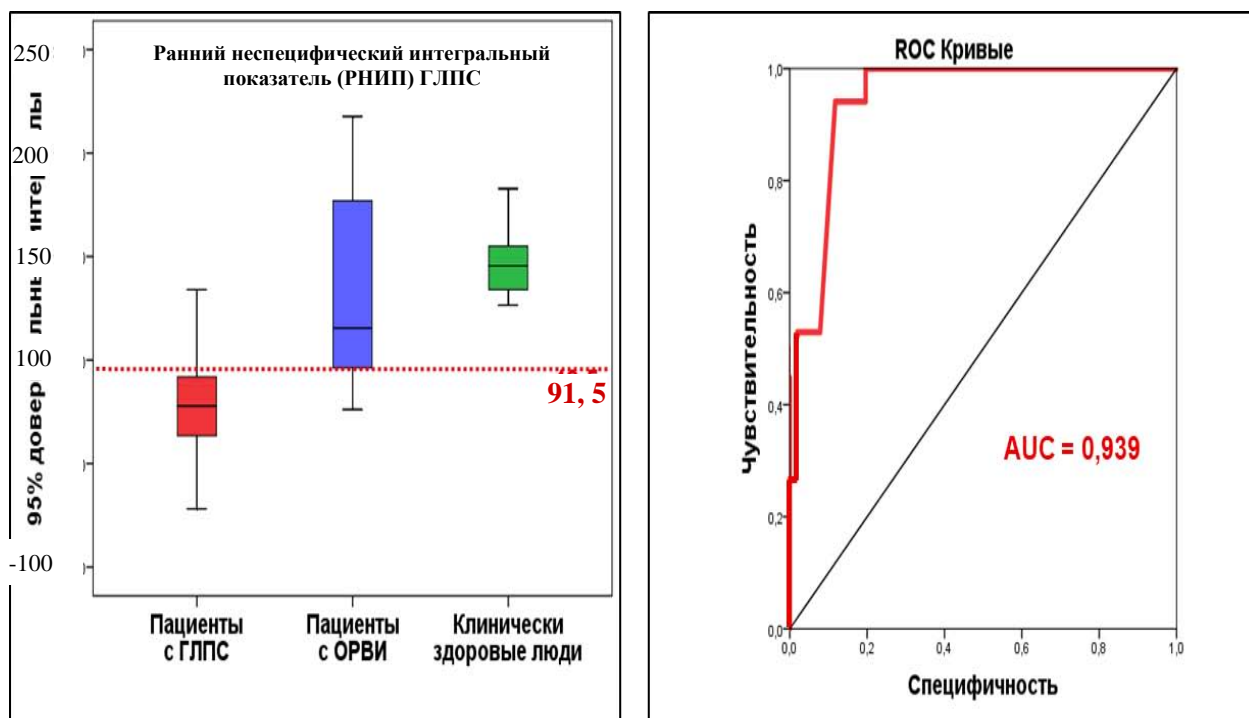 Ранний неспецифический интегральный
показатель (РНИП) ГЛПС
250
200
150
100
-100
95% довер
91, 5
Пациенты
с ГЛПС
Пациенты
с ОРВИ
Клинически
здоровые люди
ROC Кривые
1,0
0,8
0,6
0,4
0,2
0,0
Чувствительность
AUC = 0,939
0,0
0,2
0,4
0,6
0,8
1,0
Специфичность